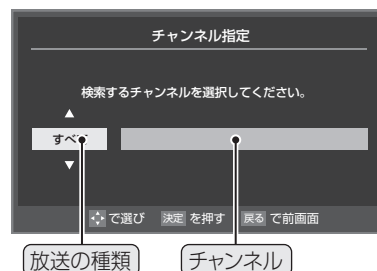 チャンネル指定
検索するチャンネルを選択してください。
すべて
で選び 決定 を押す 戻る で前画面
放送の種類 チャンネル